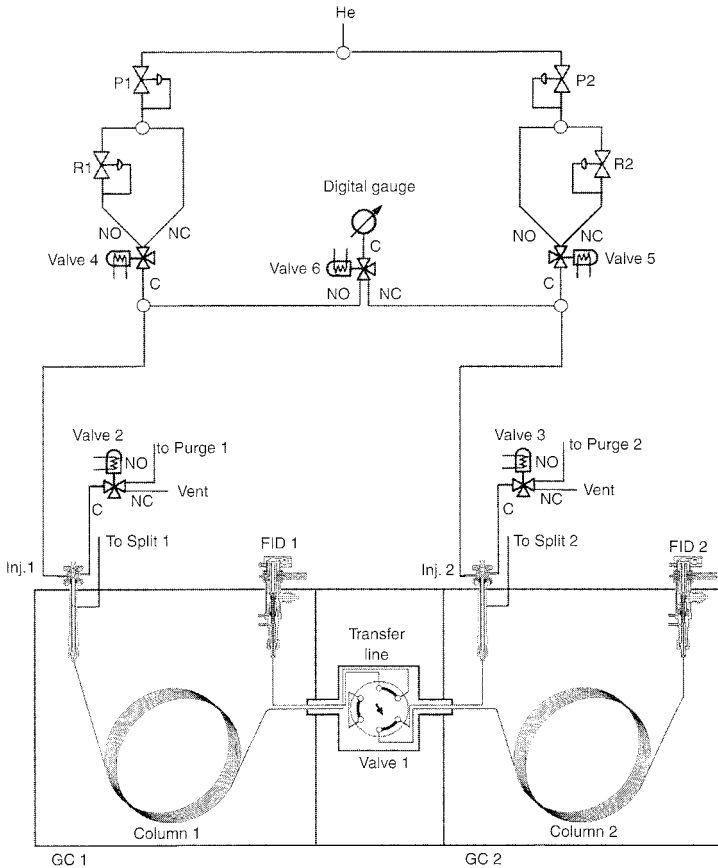 He
P1
P2
R1
R2
Digital gauge
NO
NC
C
NO
NC
Valve 4
Valve 6
Valve 5
C
NO
NC
C
Valve 2
to Purge 1
NO
Valve 3
to Purge 2
NO
NC
Vent
NC
Vent
C
C
To Split 1
FID 1
To Split 2
FID 2
Inj.1
Inj. 2
Transfer
line
Valve 1
Column 1
Column 2
GC 1
GC 2